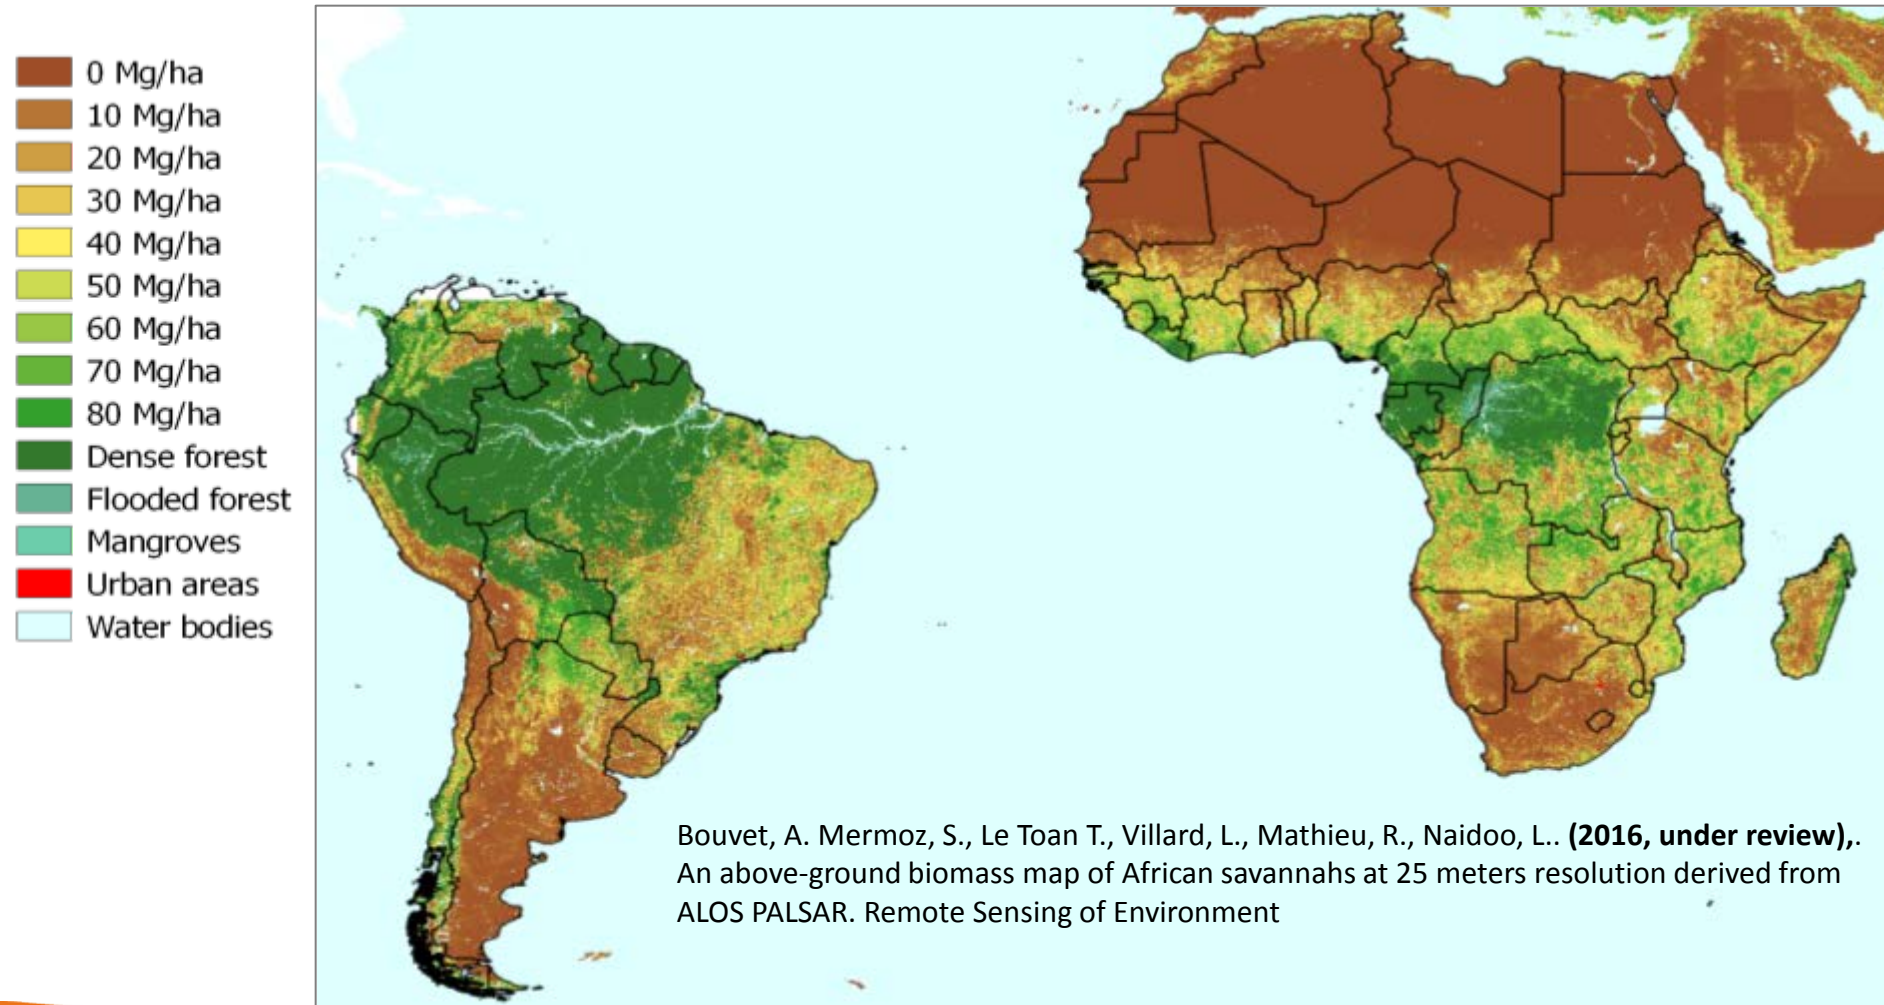 0 Mg/ha
10 Mg/ha
20 Mg/ha
30 Mg/ha
40 Mg/ha
50 Mg/ha
60 Mg/ha
70 Mg/ha
80 Mg/ha
Dense forest
Flooded forest
Mangroves
Urban areas
Water bodies
Bouvet, A. Mermoz, S., Le Toan T., Villard, L., Mathieu, R., Naidoo, L.. (2016, under review),.
An above-ground biomass map of African savannahs at 25 meters resolution derived from
ALOS PALSAR. Remote Sensing of Environment